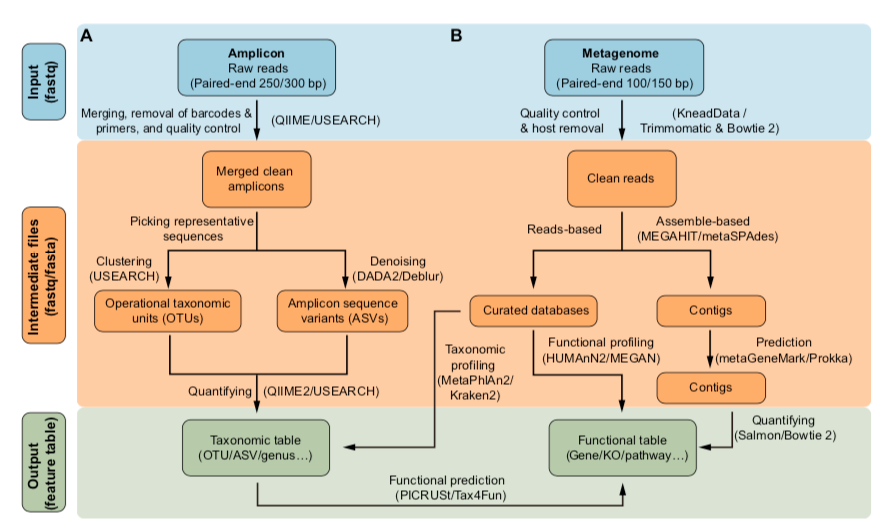 A
B
Input
(fastq)
Amplicon
Raw reads
(Paired-end 250/300 bp)
Metagenome
Raw reads
(Paired-end 100/150 bp)
Merging, removal of barcodes &
primers, and quality control
(QIIME/USEARCH)
Quality control
& host removal
(KneadData /
Trimmomatic & Bowtie 2)
Intermediate files
(fastq/fasta)
Merged clean
amplicons
Clean reads
Picking representative
sequences
Reads-based
Assemble-based
(MEGAHIT/metaSPAdes)
Clustering
(USEARCH)
Denoising
(DADA2/Deblur)
Operational taxonomic
units (OTUs)
Amplicon sequence
variants (ASVs)
Curated databases
Contigs
Taxonomic
profiling
(MetaPhlAn2/
Kraken2)
Functional profiling
(HUMAnN2/MEGAN)
Prediction
(metaGeneMark/Prokka)
Contigs
Quantifying
(QIIME2/USEARCH)
Output
(feature table)
Taxonomic table
(OTU/ASV/genus…)
Functional table
(Gene/KO/pathway…)
Quantifying
(Salmon/Bowtie 2)
Functional prediction
(PICRUSt/Tax4Fun)